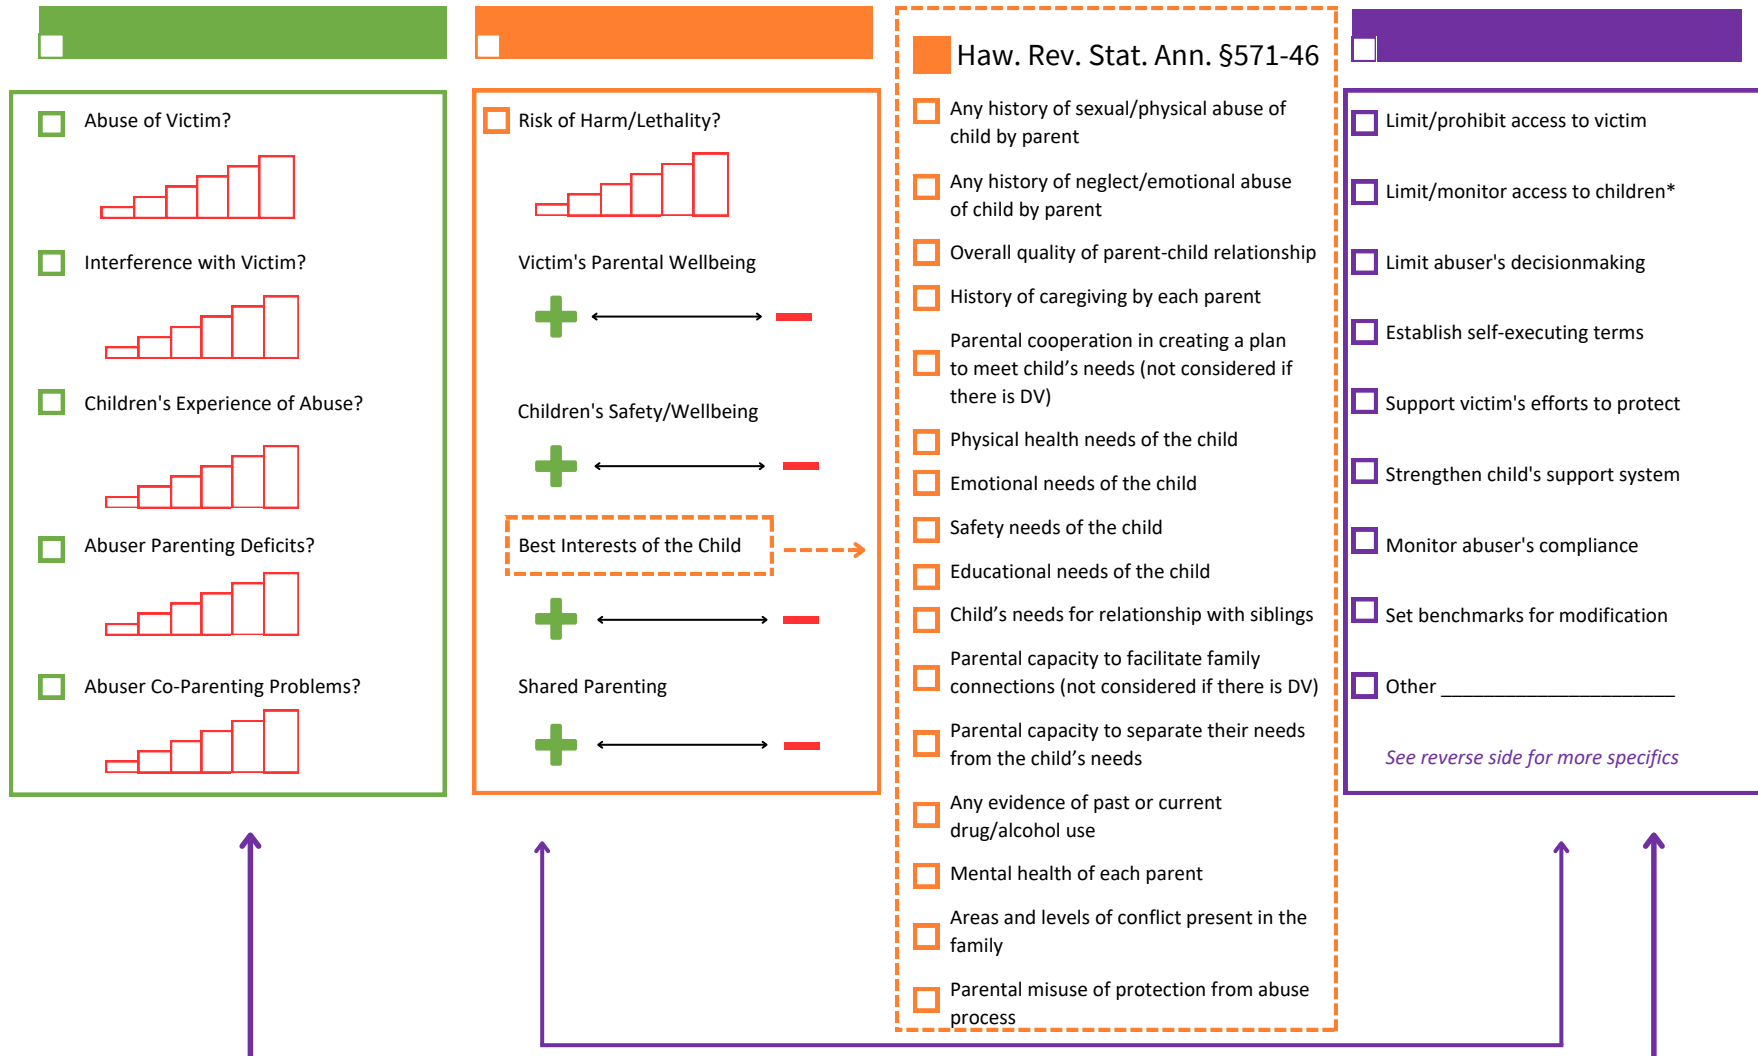 Abuse of Victim?
Interference with Victim?
Children's Experience of Abuse?
Abuser Parenting Deficits?
Abuser Co-Parenting Problems?
Risk of Harm/Lethality?
Victim's Parental Wellbeing
Children's Safety/Wellbeing
Best Interests of the Child
Shared Parenting
Haw. Rev. Stat. Ann. §571-46
Any history of sexual/physical abuse of
child by parent
Any history of neglect/emotional abuse
of child by parent
Overall quality of parent-child relationship
History of caregiving by each parent
Parental cooperation in creating a plan
to meet child’s needs (not considered if
there is DV)
Physical health needs of the child
Emotional needs of the child
Safety needs of the child
Educational needs of the child
Child’s needs for relationship with siblings
Parental capacity to facilitate family
connections (not considered if there is DV)
Parental capacity to separate their needs
from the child’s needs
Any evidence of past or current
drug/alcohol use
Mental health of each parent
Areas and levels of conflict present in the
family
Parental misuse of protection from abuse
process
Limit/prohibit access to victim
Limit/monitor access to children*
Limit abuser's decisionmaking
Establish self-executing terms
Support victim's efforts to protect
Strengthen child's support system
Monitor abuser's compliance
Set benchmarks for modification
Other ______________________
See reverse side for more specifics